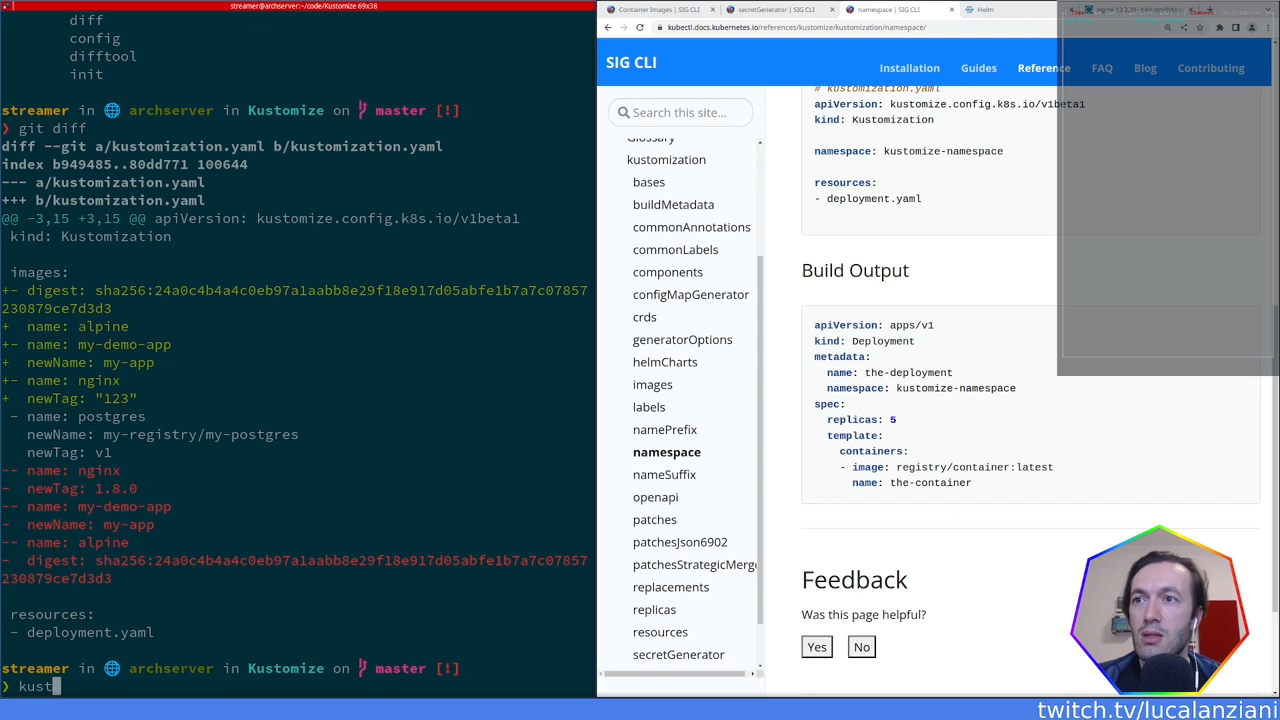 streamer@archserver:~/code/Kustomize 69x38
diff
config
difftool
init
streamer in 🌐 archserver in Kustomize on master [!]
❯ git diff
diff --git a/kustomization.yaml b/kustomization.yaml
index b949485..80dd771 100644
--- a/kustomization.yaml
+++ b/kustomization.yaml
@@ -3,15 +3,15 @@ apiVersion: kustomize.config.k8s.io/v1beta1
kind: Kustomization
images:
+- digest: sha256:24a0c4b4a4c0eb97a1aabb8e29f18e917d05abfe1b7a7c07857
230879ce7d3d3
+  name: alpine
+- name: my-demo-app
+  newName: my-app
+- name: nginx
+  newTag: "123"
- name: postgres
newName: my-registry/my-postgres
newTag: v1
-- name: nginx
-  newTag: 1.8.0
-- name: my-demo-app
-  newName: my-app
-- name: alpine
-  digest: sha256:24a0c4b4a4c0eb97a1aabb8e29f18e917d05abfe1b7a7c07857
230879ce7d3d3
resources:
- deployment.yaml
streamer in 🌐 archserver in Kustomize on master [!]
❯ kust
Container Images | SIG CLI
secretGenerator | SIG CLI
namespace | SIG CLI
Helm
kubectl.docs.kubernetes.io/references/kustomize/kustomization/namespace/
SIG CLI
Installation
Guides
Reference
FAQ
Blog
Contributing
Search this site...
Glossary
kustomization
bases
buildMetadata
commonAnnotations
commonLabels
components
configMapGenerator
crds
generatorOptions
helmCharts
images
labels
namePrefix
namespace
nameSuffix
openapi
patches
patchesJson6902
patchesStrategicMerge
replacements
replicas
resources
secretGenerator
# kustomization.yaml
apiVersion: kustomize.config.k8s.io/v1beta1
kind: Kustomization
namespace: kustomize-namespace
resources:
- deployment.yaml
Build Output
apiVersion: apps/v1
kind: Deployment
metadata:
name: the-deployment
namespace: kustomize-namespace
spec:
replicas: 5
template:
containers:
- image: registry/container:latest
name: the-container
Feedback
Was this page helpful?
Yes
No
twitch.tv/lucalanziani